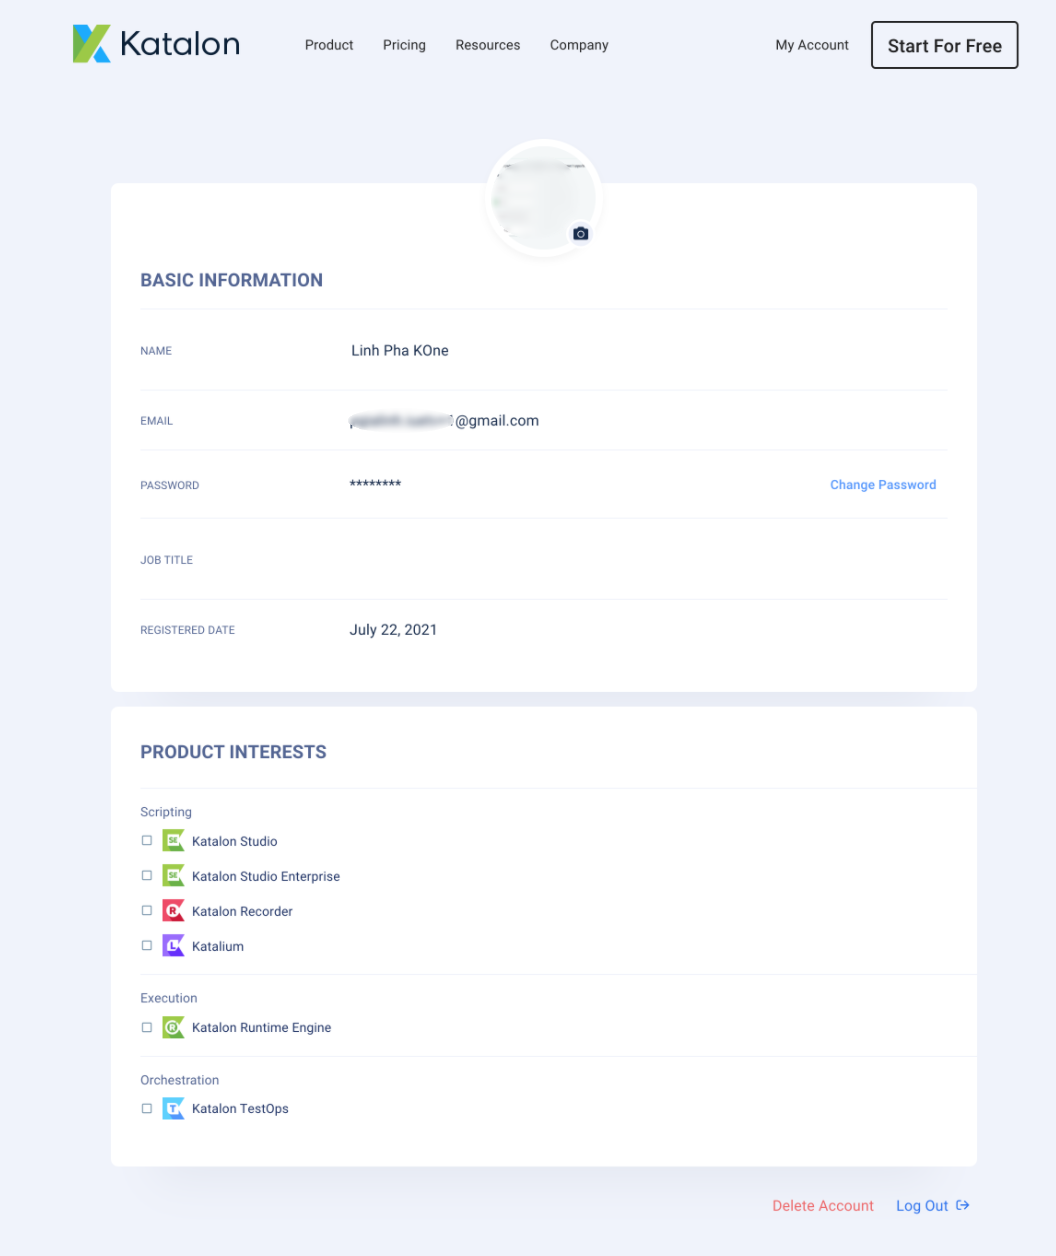 Katalon
Product Pricing Resources Company My Account Start For Free
BASIC INFORMATION
NAME Linh Pha KOne
EMAIL @gmail.com
PASSWORD ******** Change Password
JOB TITLE
REGISTERED DATE July 22, 2021
PRODUCT INTERESTS
Scripting
SE Katalon Studio
SE Katalon Studio Enterprise
R Katalon Recorder
L Katalium
Execution
R Katalon Runtime Engine
Orchestration
T Katalon TestOps
Delete Account Log Out